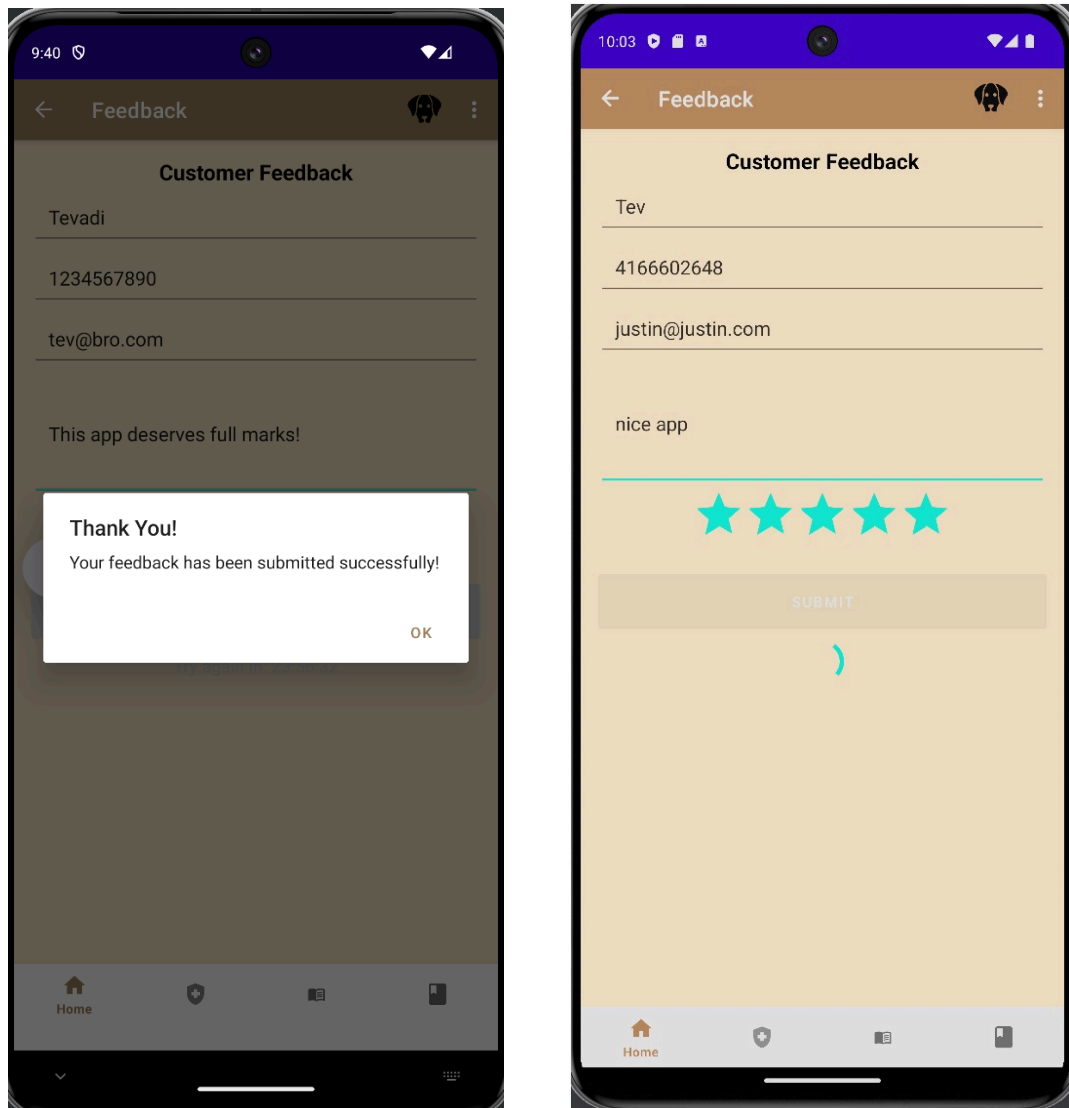 9:40
Feedback
Customer Feedback
Tevadi
1234567890
tev@bro.com
This app deserves full marks!
Thank You!
Your feedback has been submitted successfully!
OK
Home
10:03
Feedback
Customer Feedback
Tev
4166602648
justin@justin.com
nice app
SUBMIT
Home